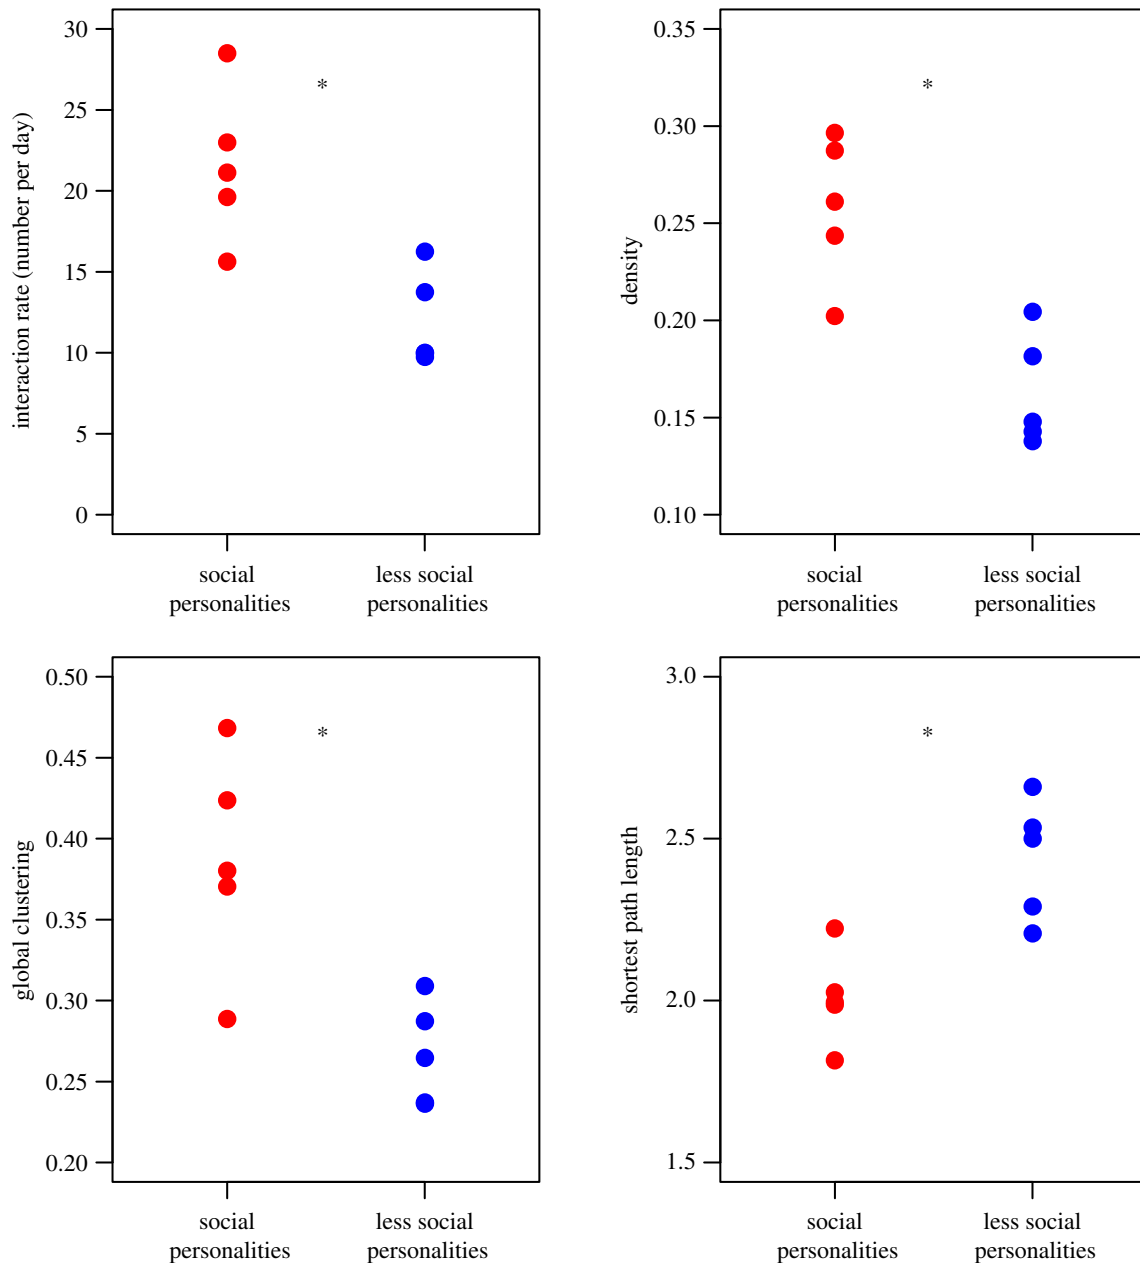 interaction rate (number per day)
30
25
20
15
10
5
0
*
social
personalities
less social
personalities
density
0.35
0.30
0.25
0.20
0.15
0.10
*
social
personalities
less social
personalities
global clustering
0.50
0.45
0.40
0.35
0.30
0.25
0.20
*
social
personalities
less social
personalities
shortest path length
3.0
2.5
2.0
1.5
*
social
personalities
less social
personalities